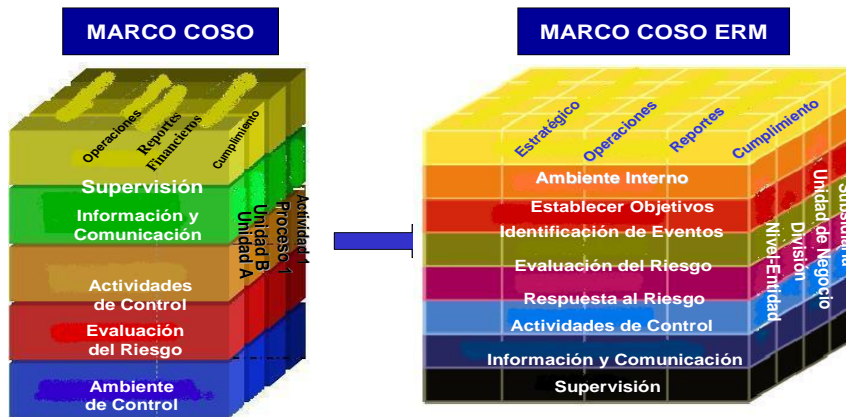 MARCO COSO
Operaciones
Reportes
Financieros
Cumplimiento
Supervisión
Información y
Comunicación
Actividades
de Control
Evaluación
del Riesgo
Ambiente
de Control
Unidad A
Unidad B
Proceso 1
Actividad 1
MARCO COSO ERM
Estratégico
Operaciones
Reportes
Cumplimiento
Ambiente Interno
Establecer Objetivos
Identificación de Eventos
Evaluación del Riesgo
Respuesta al Riesgo
Actividades de Control
Información y Comunicación
Supervisión
Nivel-Entidad
División
Unidad de Negocio
Subsidiaria